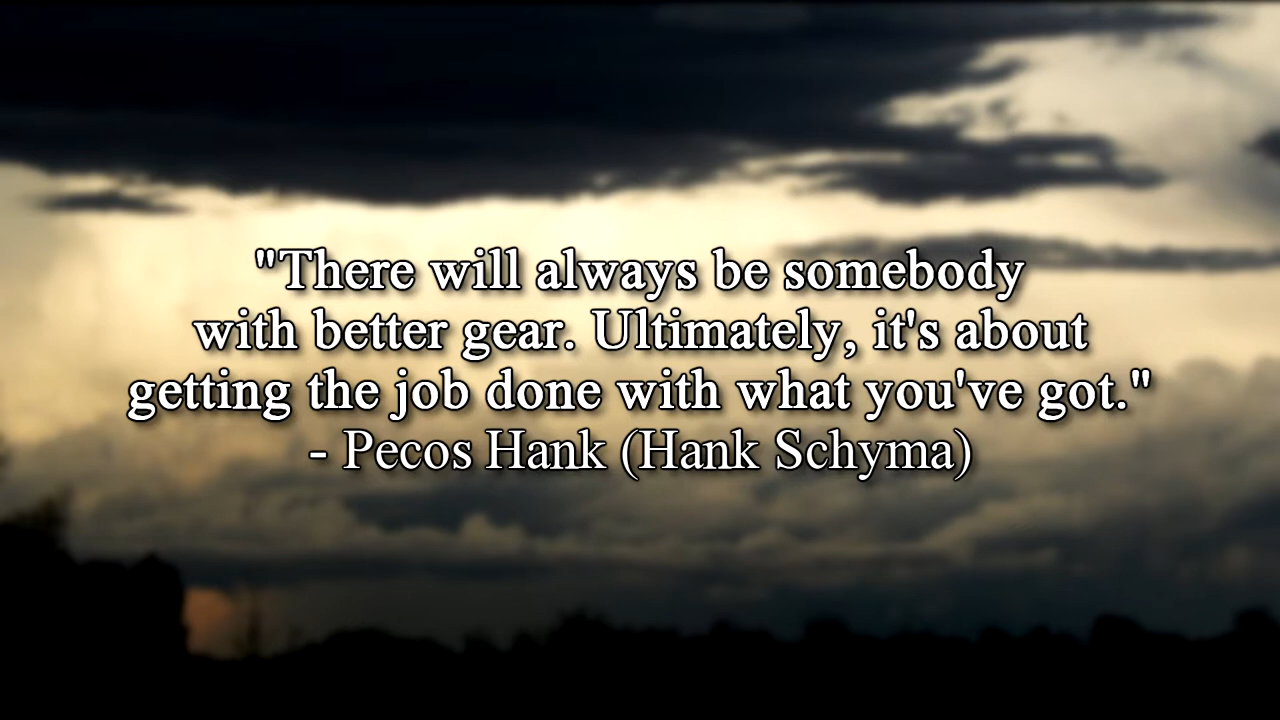 "There will always be somebody
with better gear. Ultimately, it's about
getting the job done with what you've got."
- Pecos Hank (Hank Schyma)